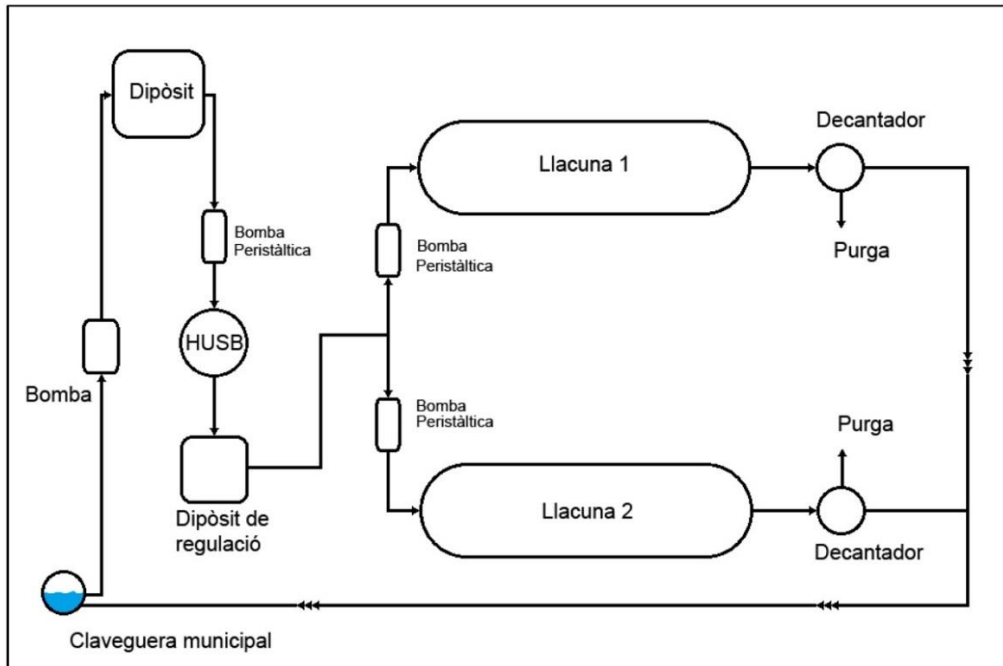 Dipòsit
Decantador
Llacuna 1
Bomba
Peristàltica
Bomba
Peristàltica
Purga
HUSB
Bomba
Bomba
Peristàltica
Purga
Dipòsit de
regulació
Llacuna 2
Decantador
Claveguera municipal